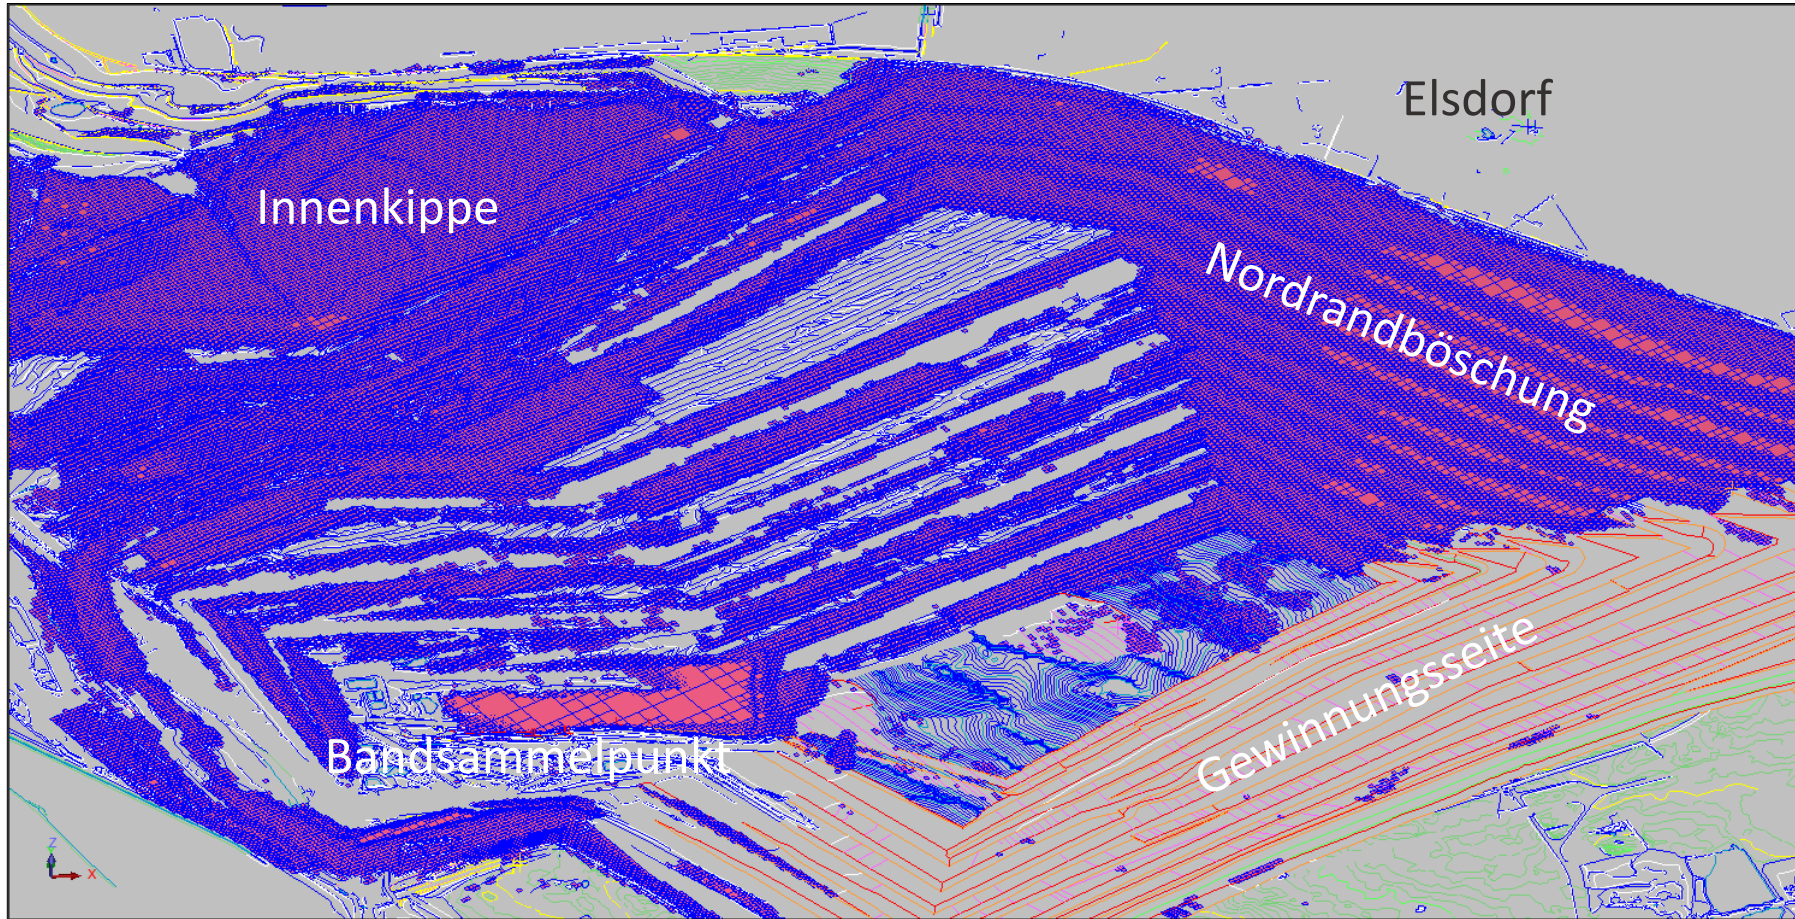 Elsdorf
Innenkippe
Nordrandböschung
Gewinnungsseite
Bandsammelpunkt
Z
X